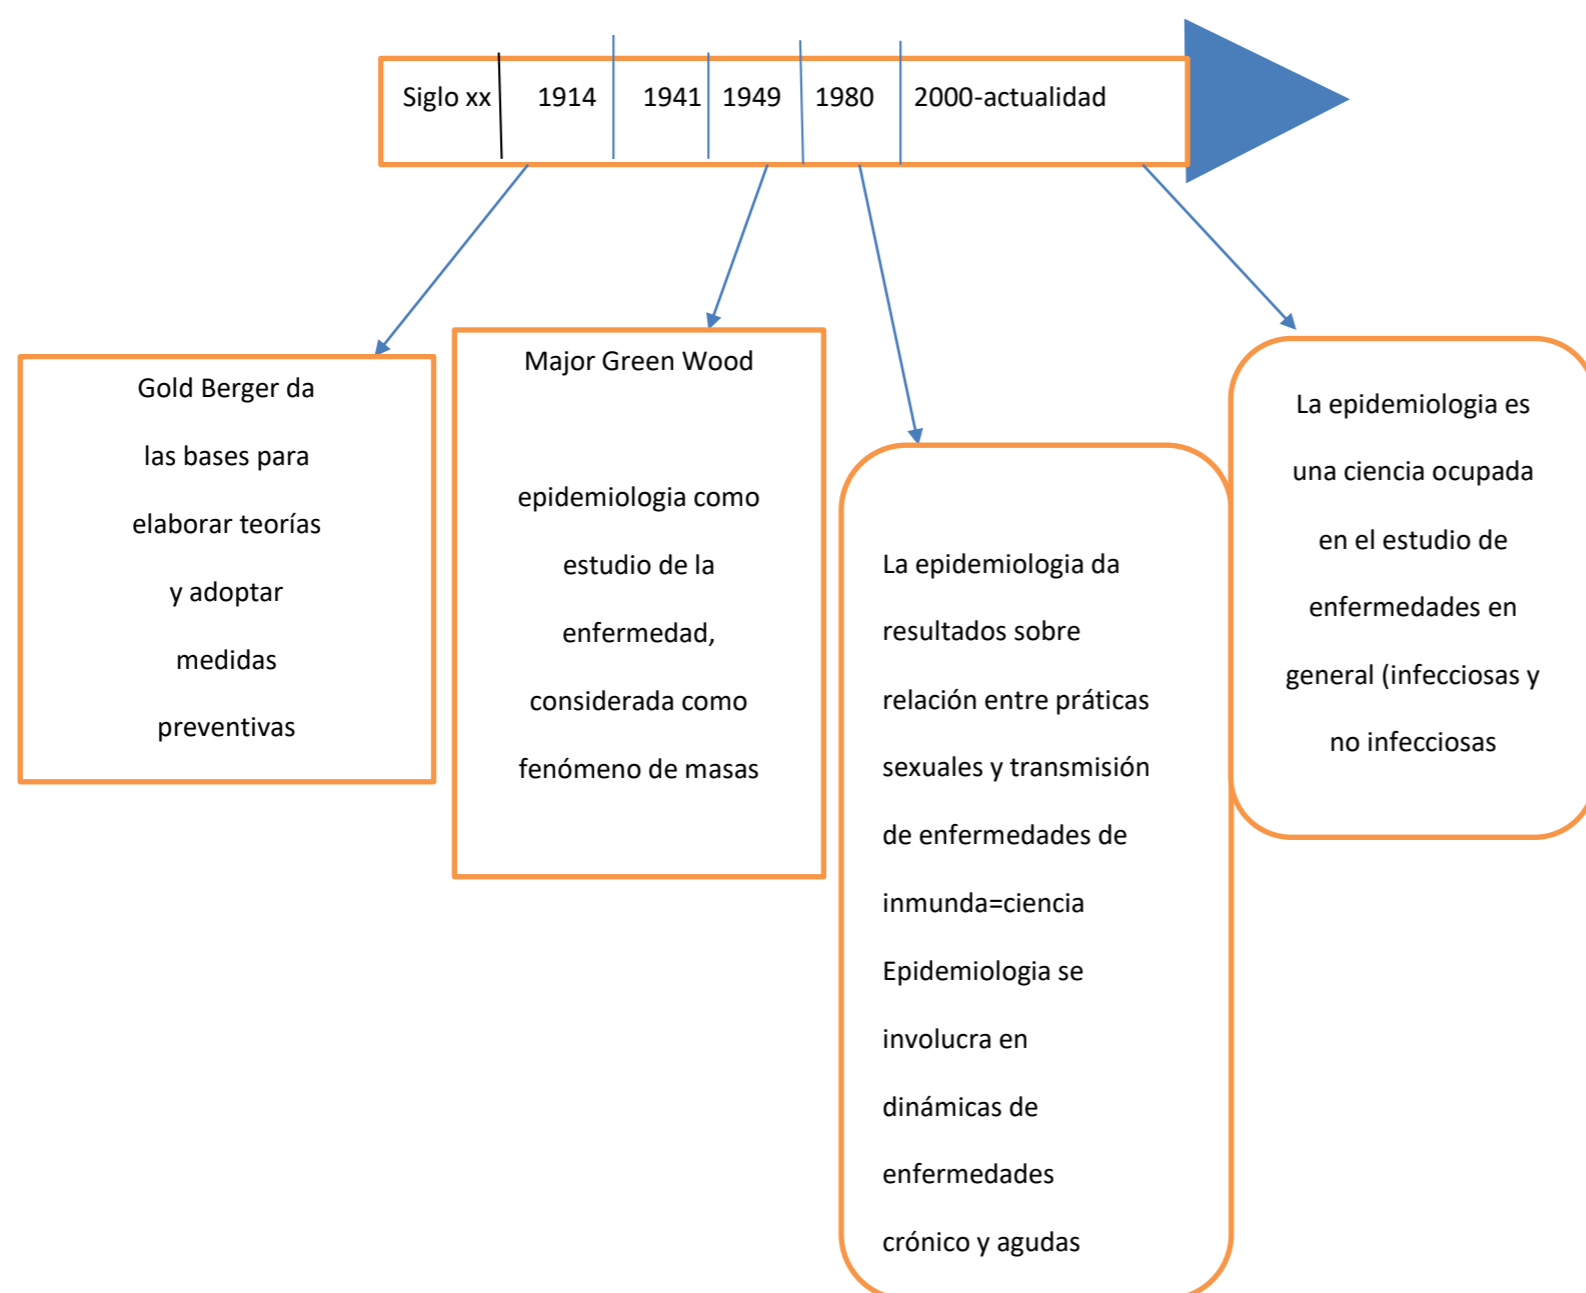 Siglo xx 1914 1941 1949 1980 2000-actualidad
Gold Berger da
las bases para
elaborar teorías
y adoptar
medidas
preventivas
Major Green Wood
epidemiologia como
estudio de la
enfermedad,
considerada como
fenómeno de masas
La epidemiologia da
resultados sobre
relación entre práticas
sexuales y transmisión
de enfermedades de
inmunda=ciencia
Epidemiologia se
involucra en
dinámicas de
enfermedades
crónico y agudas
La epidemiologia es
una ciencia ocupada
en el estudio de
enfermedades en
general (infecciosas y
no infecciosas